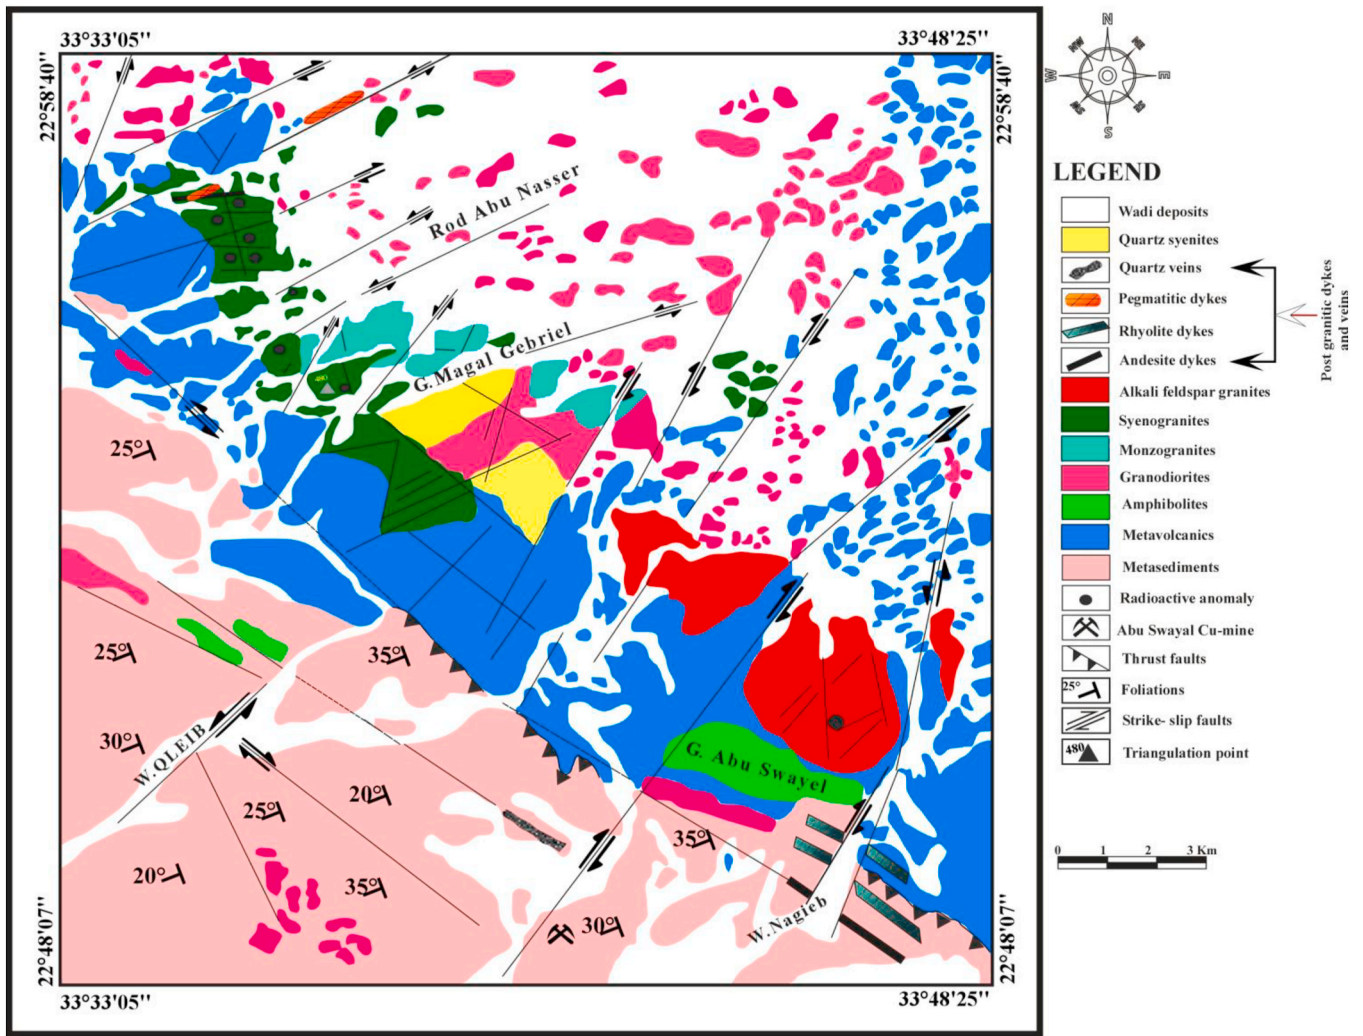 33°33'05"
33°48'25"
22°58'40"
22°58'40"
Rod Abu Nasser
480
G. Magal Gebriel
25°
25°
35°
30°
W.QLEIB
G. Abu Swayel
25°
20°
35°
20°
35°
30°
W.Nagieb
22°48'07"
22°48'07"
33°33'05"
33°48'25"
N
NW
NE
W
E
S
LEGEND
Wadi deposits
Quartz syenites
Quartz veins
Pegmatitic dykes
Rhyolite dykes
Andesite dykes
Post granitic dykes
and veins
Alkali feldspar granites
Syenogranites
Monzogranites
Granodiorites
Amphibolites
Metavolcanics
Metasediments
Radioactive anomaly
Abu Swayal Cu-mine
Thrust faults
25° Foliations
Strike- slip faults
480 Triangulation point
0 1 2 3 Km